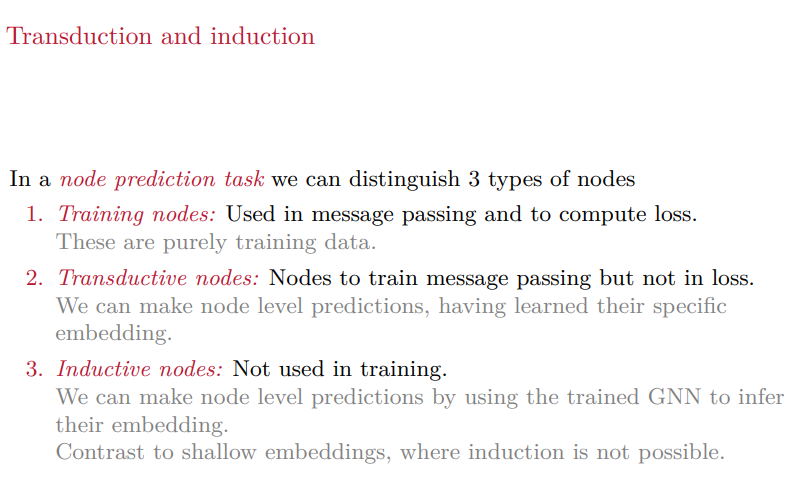 Transduction and induction
In a node prediction task we can distinguish 3 types of nodes
1. Training nodes: Used in message passing and to compute loss.
These are purely training data.
2. Transductive nodes: Nodes to train message passing but not in loss.
We can make node level predictions, having learned their specific
embedding.
3. Inductive nodes: Not used in training.
We can make node level predictions by using the trained GNN to infer
their embedding.
Contrast to shallow embeddings, where induction is not possible.